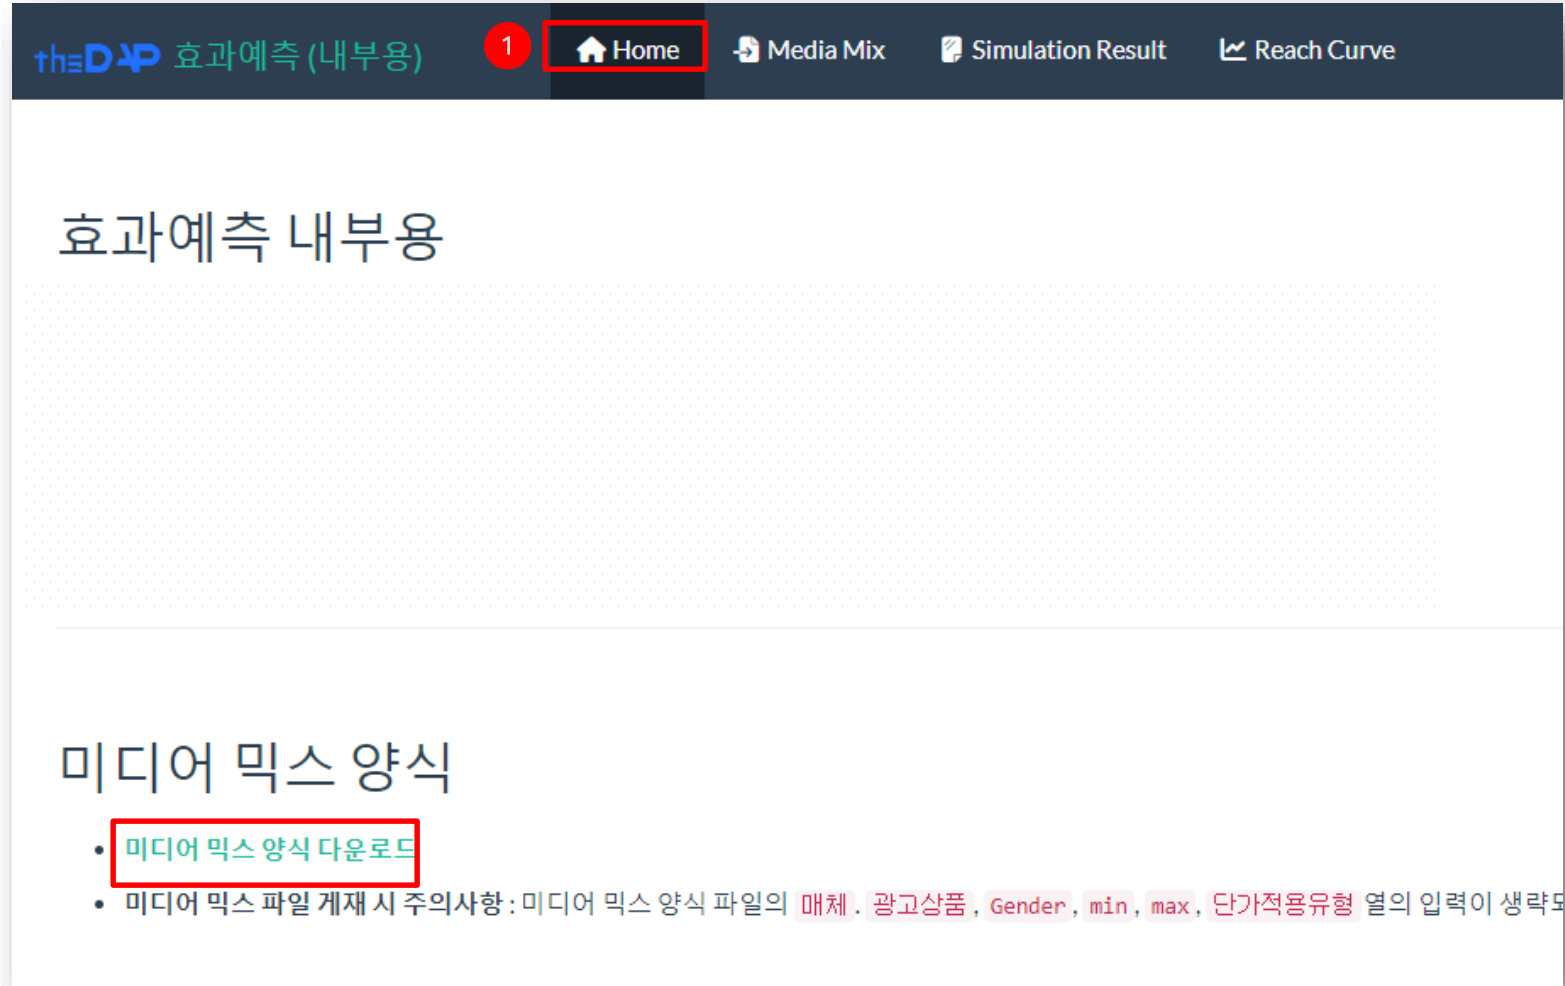 theDAP 효과예측 (내부용) 1 Home Media Mix Simulation Result Reach Curve
효과예측 내부용
미디어 믹스 양식
• 미디어 믹스 양식 다운로드
• 미디어 믹스 파일 게재 시 주의사항 : 미디어 믹스 양식 파일의 매체 . 광고상품 , Gender , min , max , 단가적용유형 열의 입력이 생략